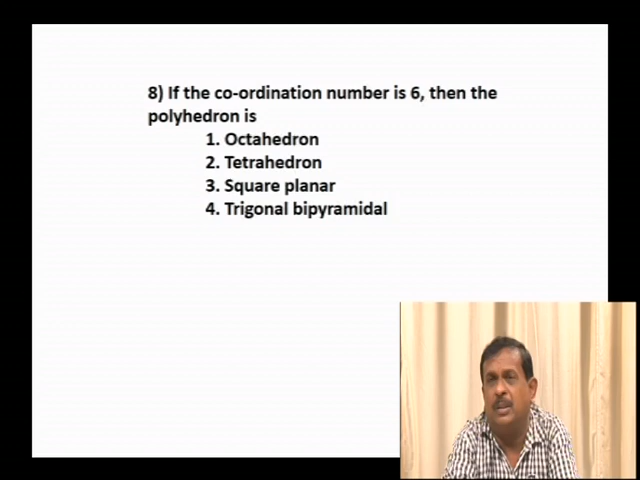 8) If the co-ordination number is 6, then the
polyhedron is
1. Octahedron
2. Tetrahedron
3. Square planar
4. Trigonal bipyramidal